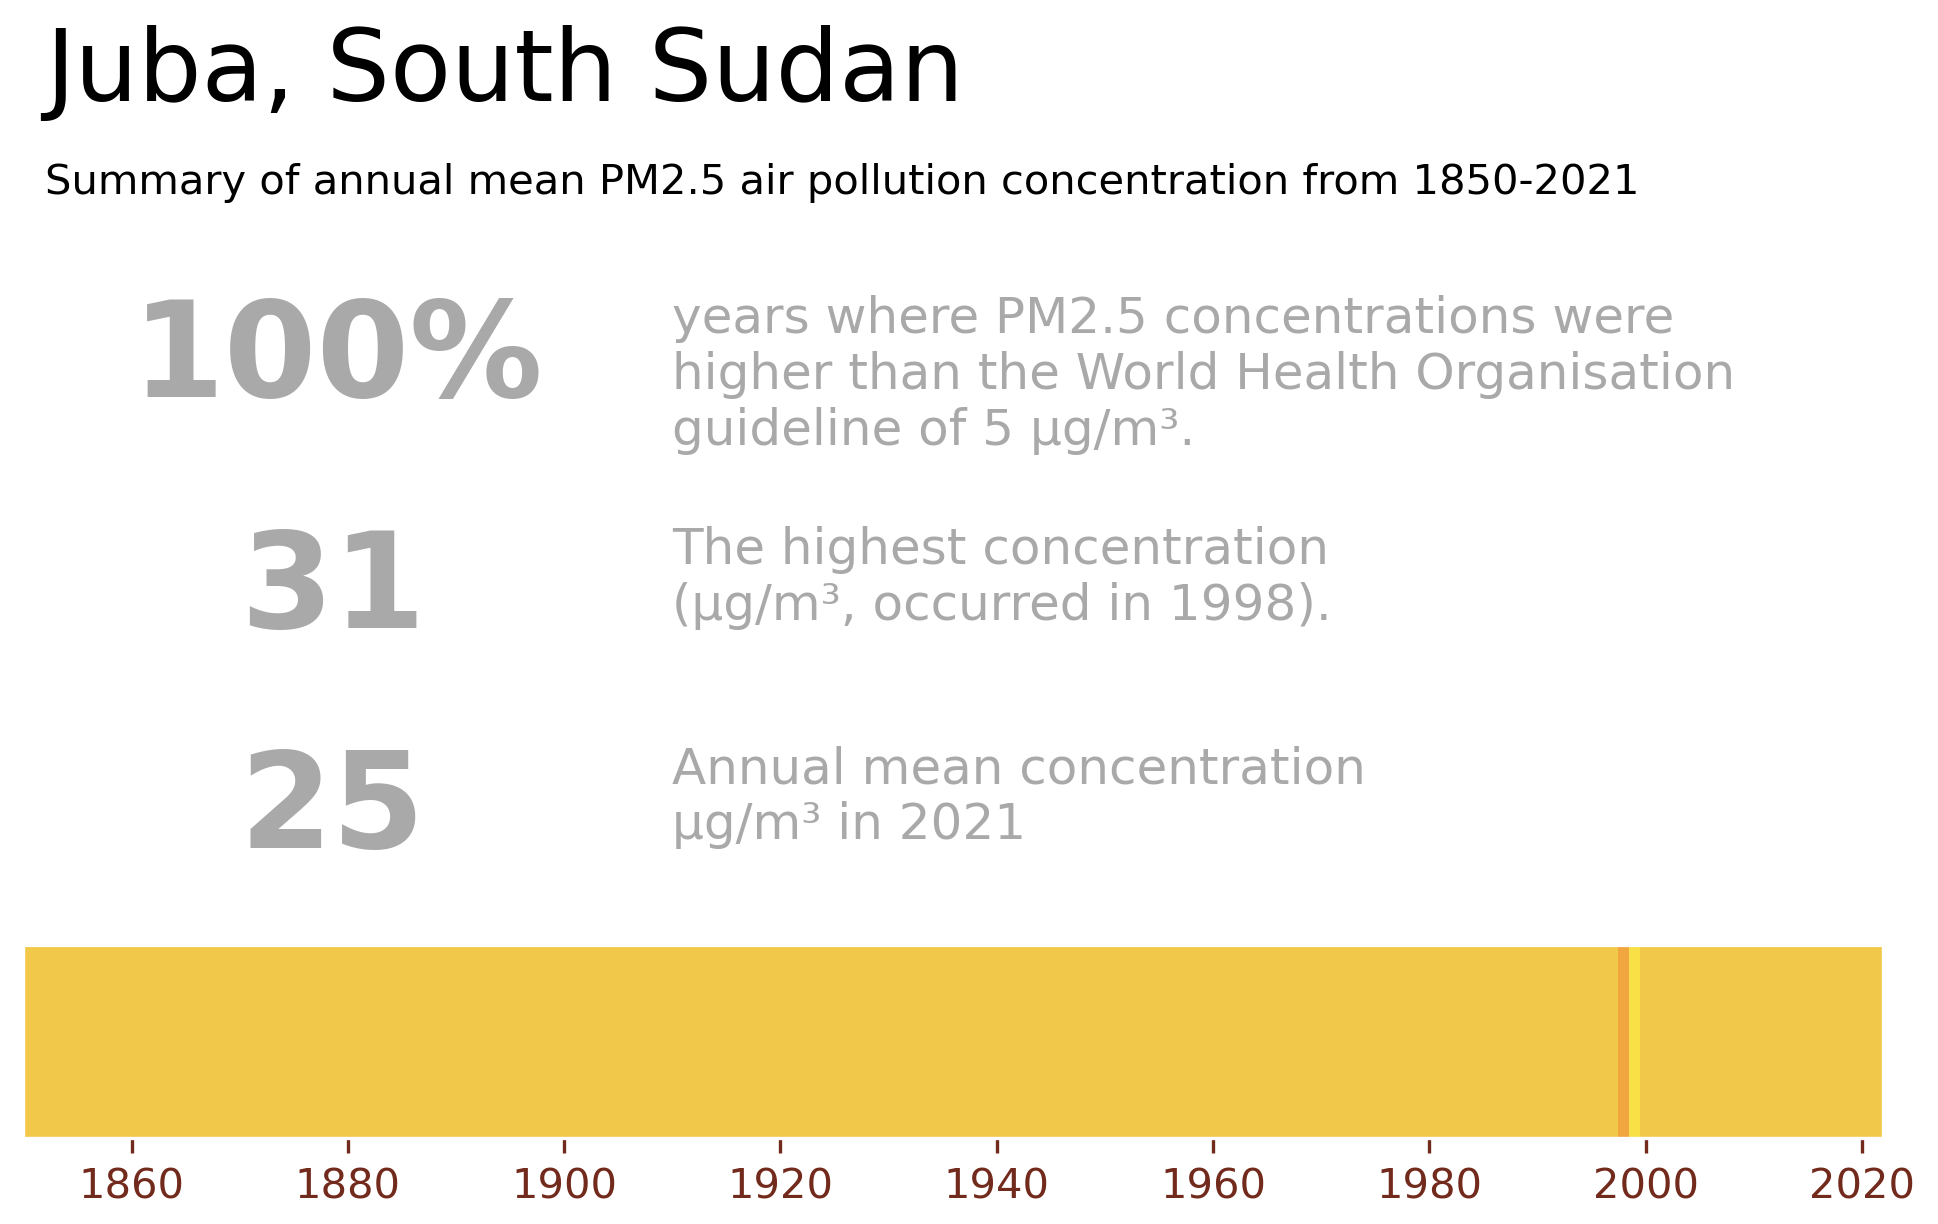 Juba, South Sudan
Summary of annual mean PM2.5 air pollution concentration from 1850-2021
100%
years where PM2.5 concentrations were
higher than the World Health Organisation
guideline of 5 µg/m³.
31
The highest concentration
(µg/m³, occurred in 1998).
25
Annual mean concentration
µg/m³ in 2021
1860 1880 1900 1920 1940 1960 1980 2000 2020